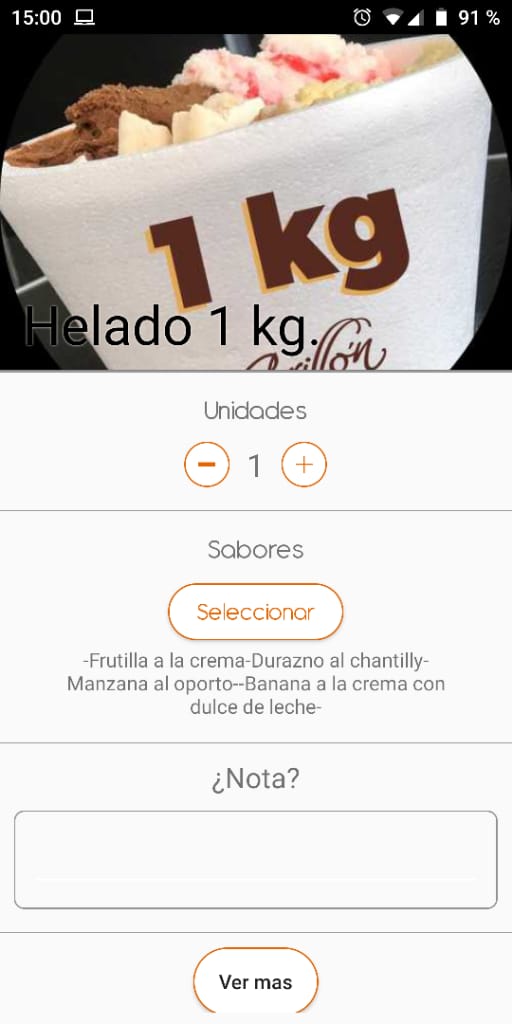 15:00
91 %
1 kg
Helado 1 kg.
Unidades
1
Sabores
Seleccionar
-Frutilla a la crema-Durazno al chantilly-
Manzana al oporto--Banana a la crema con
dulce de leche-
¿Nota?
Ver mas